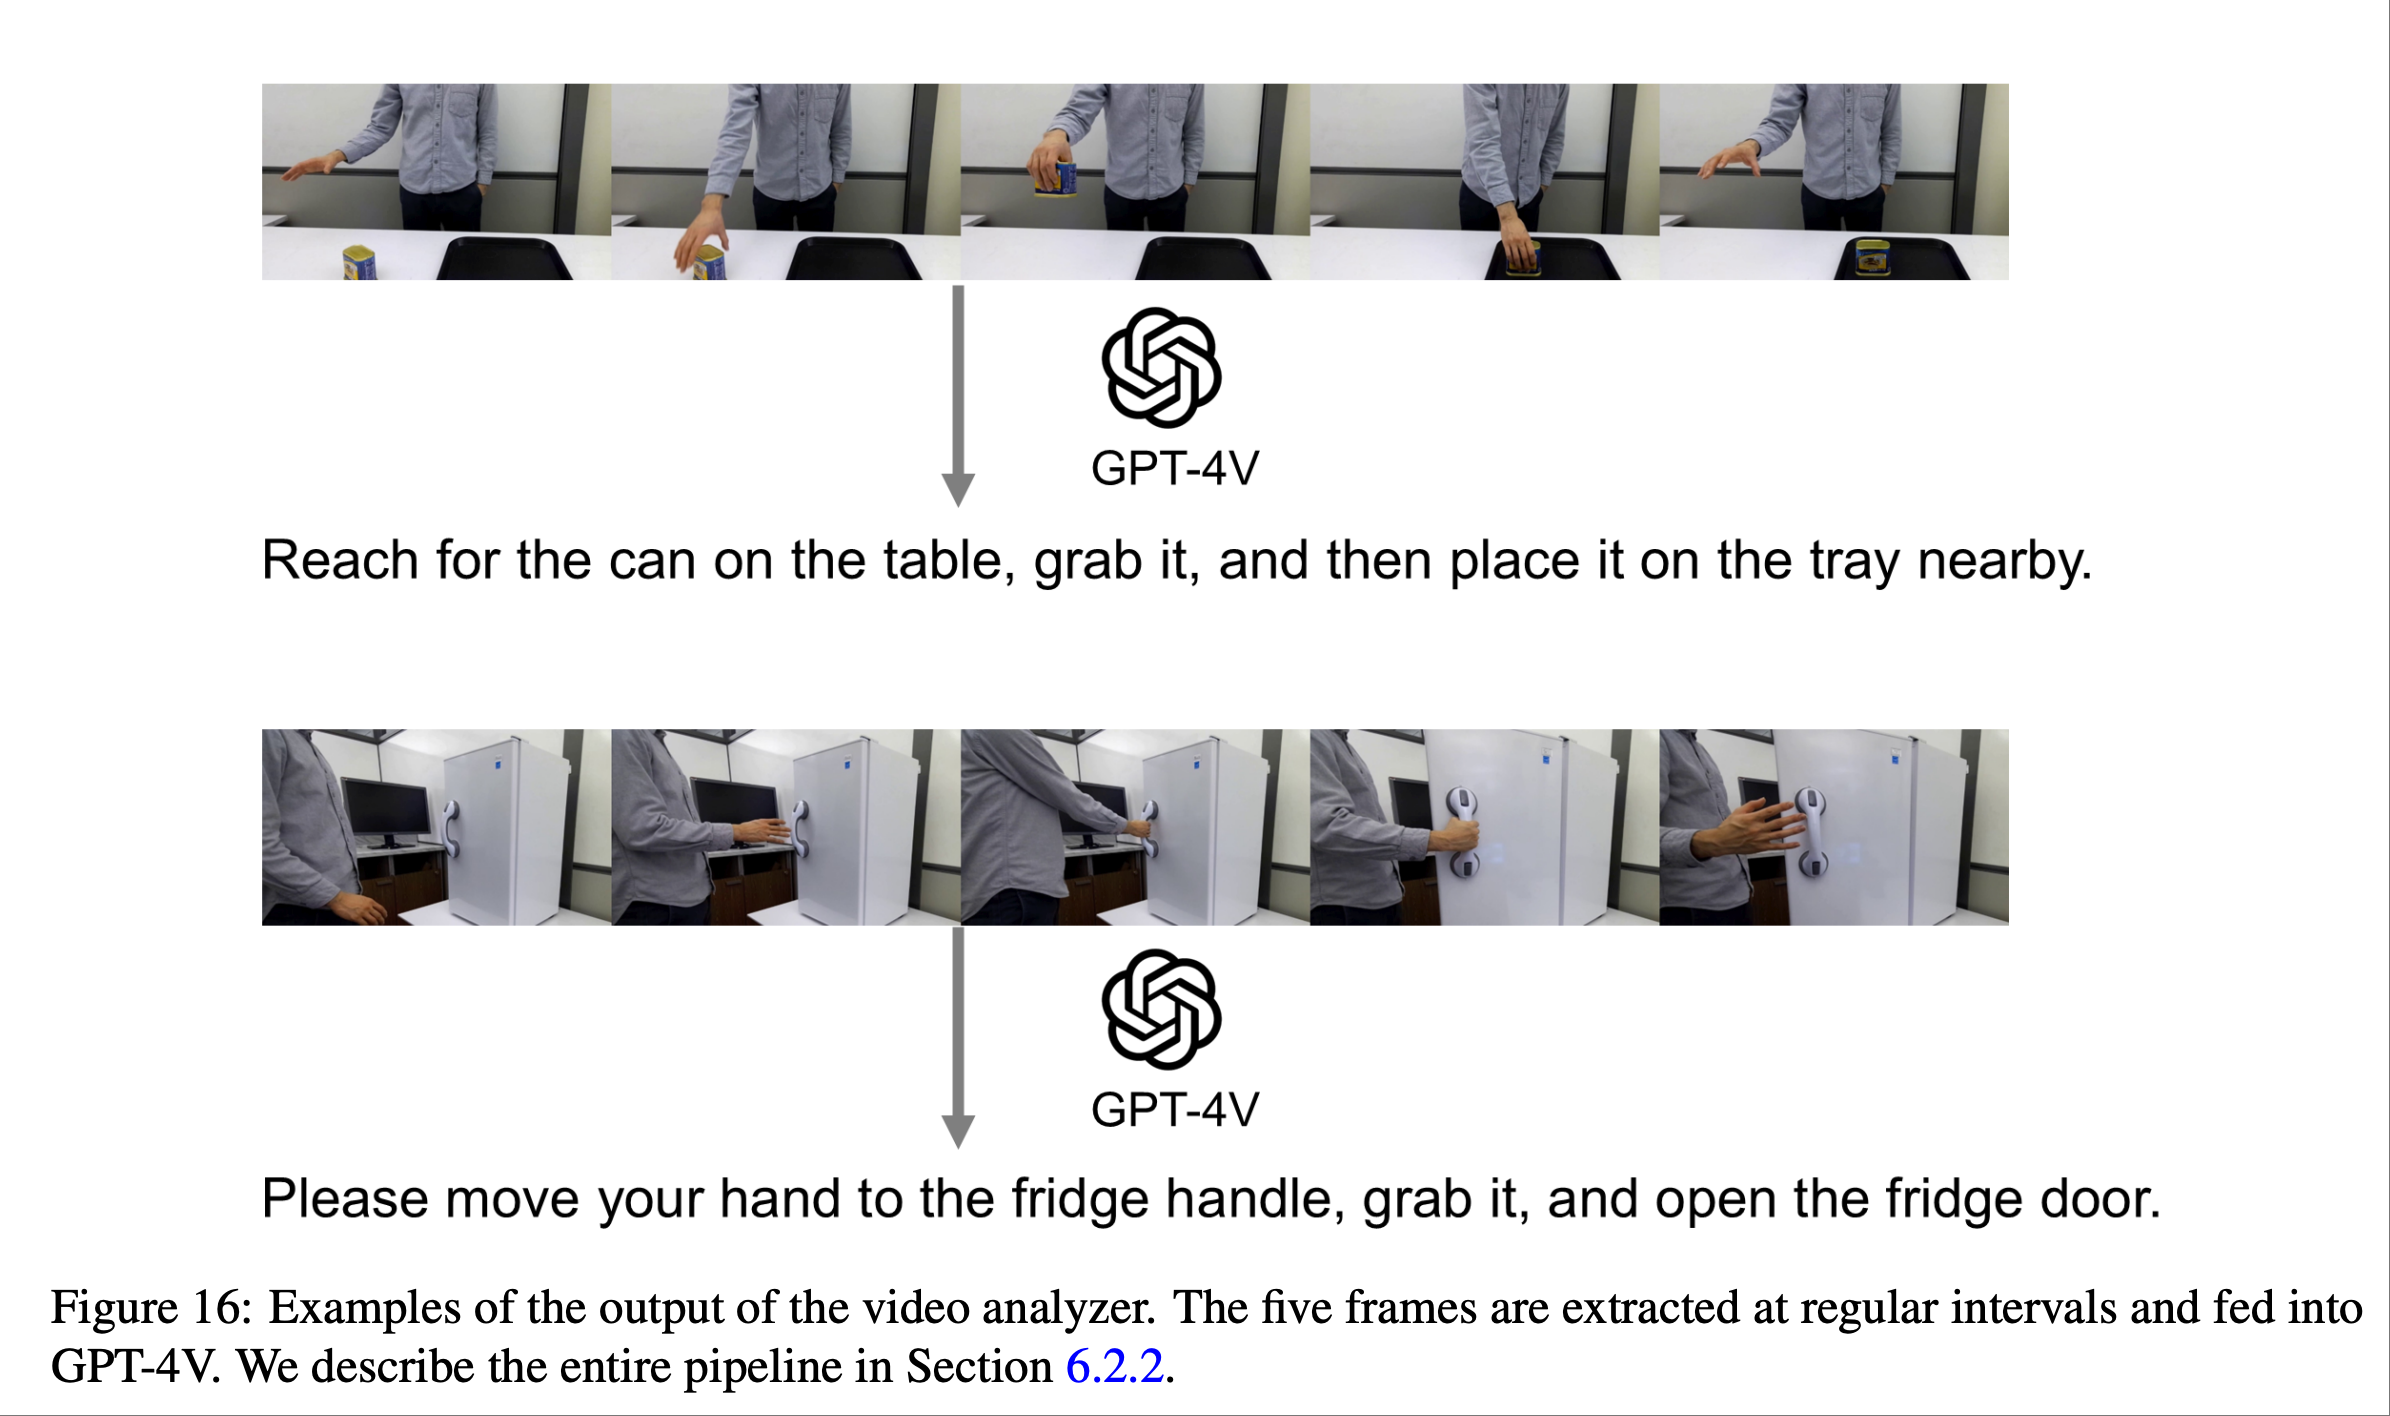 GPT-4V
Reach for the can on the table, grab it, and then place it on the tray nearby.
GPT-4V
Please move your hand to the fridge handle, grab it, and open the fridge door.
Figure 16: Examples of the output of the video analyzer. The five frames are extracted at regular intervals and fed into
GPT-4V. We describe the entire pipeline in Section 6.2.2.